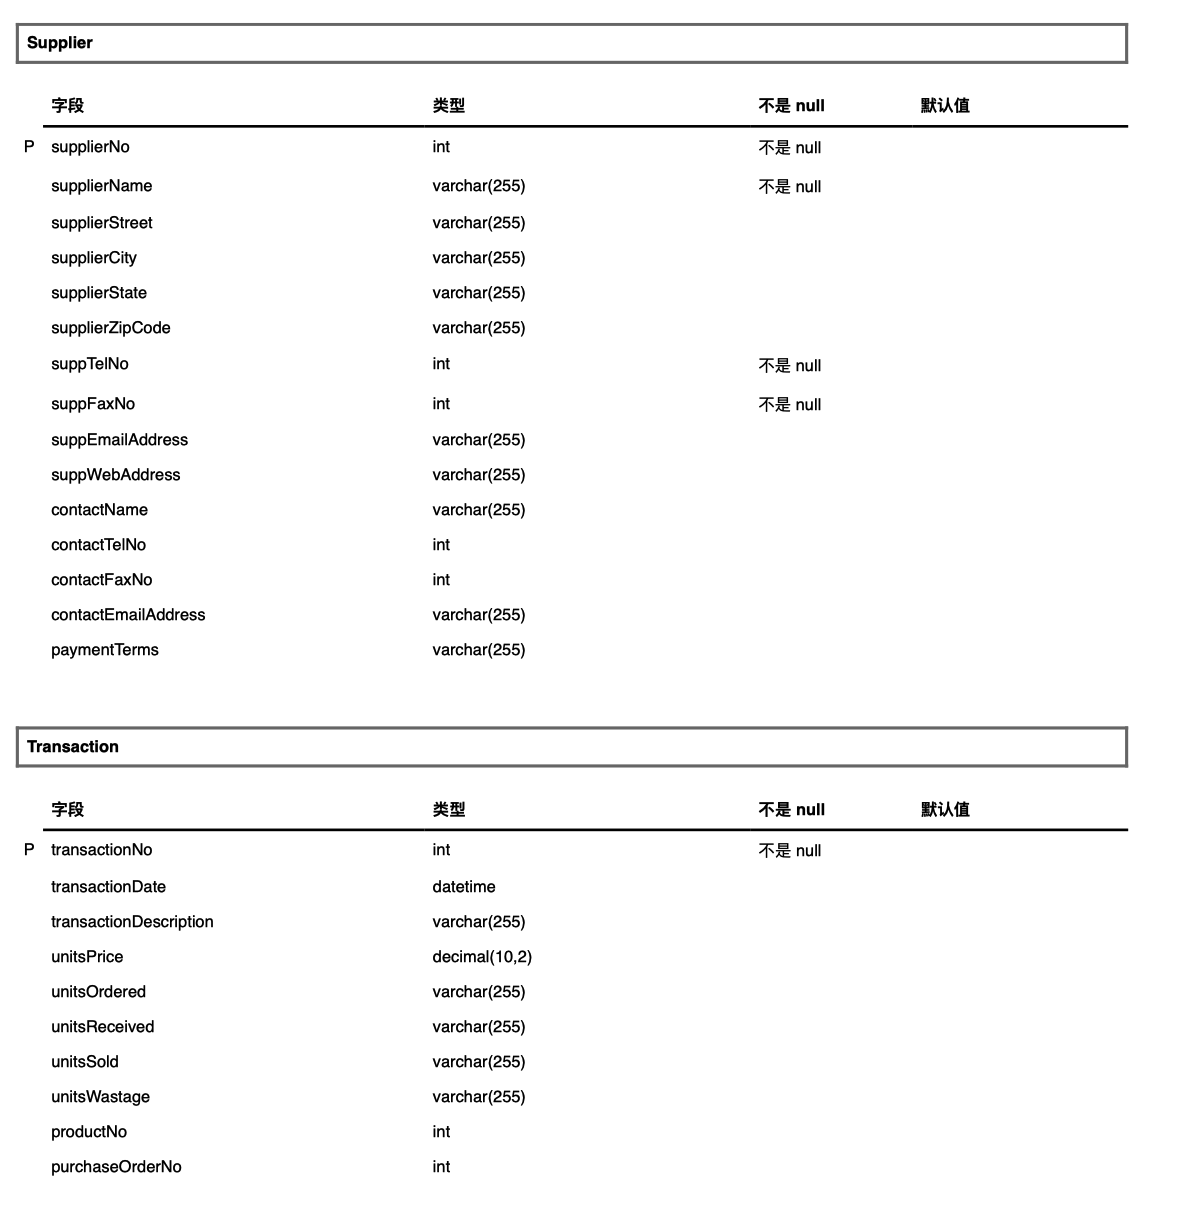 Supplier
字段 类型 不是 null 默认值
P supplierNo int 不是 null
supplierName varchar(255) 不是 null
supplierStreet varchar(255)
supplierCity varchar(255)
supplierState varchar(255)
supplierZipCode varchar(255)
suppTelNo int 不是 null
suppFaxNo int 不是 null
suppEmailAddress varchar(255)
suppWebAddress varchar(255)
contactName varchar(255)
contactTelNo int
contactFaxNo int
contactEmailAddress varchar(255)
paymentTerms varchar(255)
Transaction
字段 类型 不是 null 默认值
P transactionNo int 不是 null
transactionDate datetime
transactionDescription varchar(255)
unitsPrice decimal(10,2)
unitsOrdered varchar(255)
unitsReceived varchar(255)
unitsSold varchar(255)
unitsWastage varchar(255)
productNo int
purchaseOrderNo int